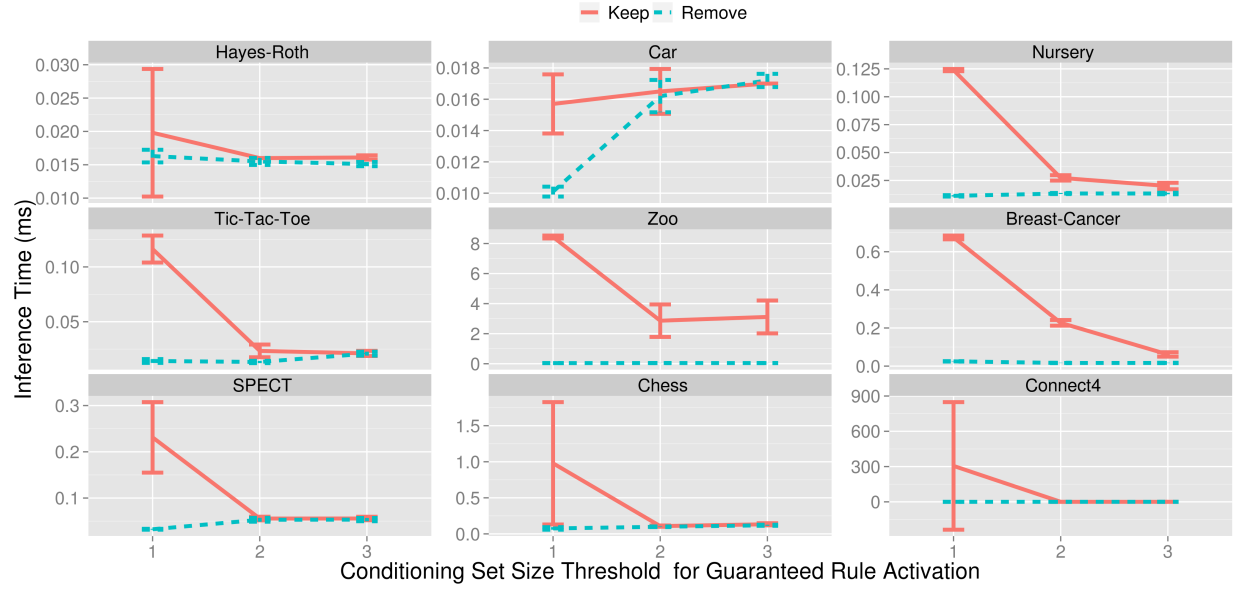 Keep Remove
Hayes-Roth Car Nursery
0.030 0.018 0.125
0.025 0.016 0.100
0.020 0.014 0.075
0.015 0.012 0.050
0.010 0.010 0.025
Tic-Tac-Toe Zoo Breast-Cancer
0.10 8 0.6
0.05 6 0.4
4 0.2
2 0.0
0
SPECT Chess Connect4
0.3 1.5 900
0.2 1.0 600
0.1 0.5 300
0.0 0
1 2 3 1 2 3 1 2 3
Inference Time (ms)
Conditioning Set Size Threshold for Guaranteed Rule Activation